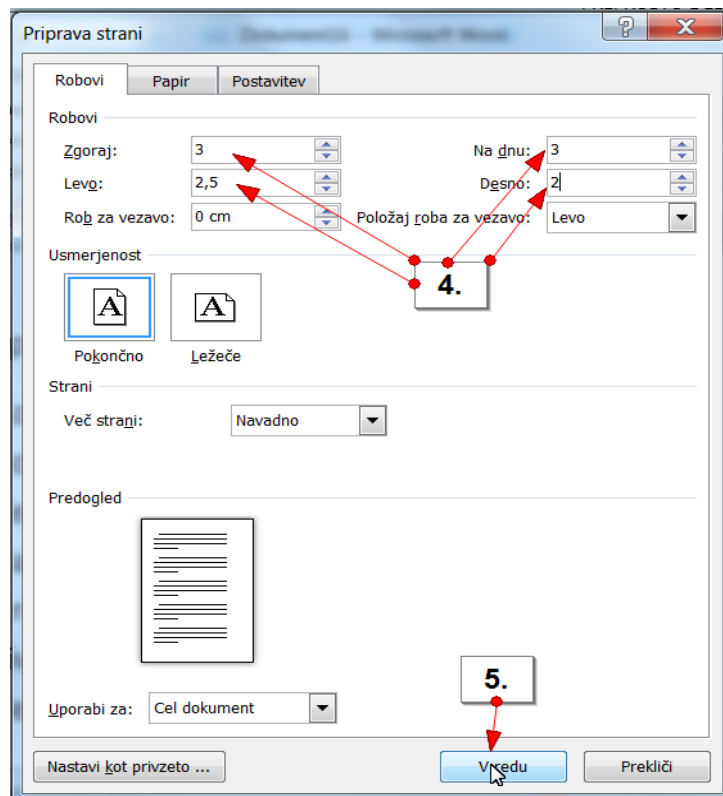 Priprava strani
Robovi Papir Postavitev
Robovi
Zgoraj: 3 Na dnu: 3
Levo: 2,5 Desno: 2
Rob za vezavo: 0 cm Položaj roba za vezavo: Levo
4.
Usmerjenost
A A
Pokončno Ležeče
Strani
Več strani: Navadno
Predogled
5.
Uporabi za: Cel dokument
Nastavi kot privzeto ... V redu Prekliči